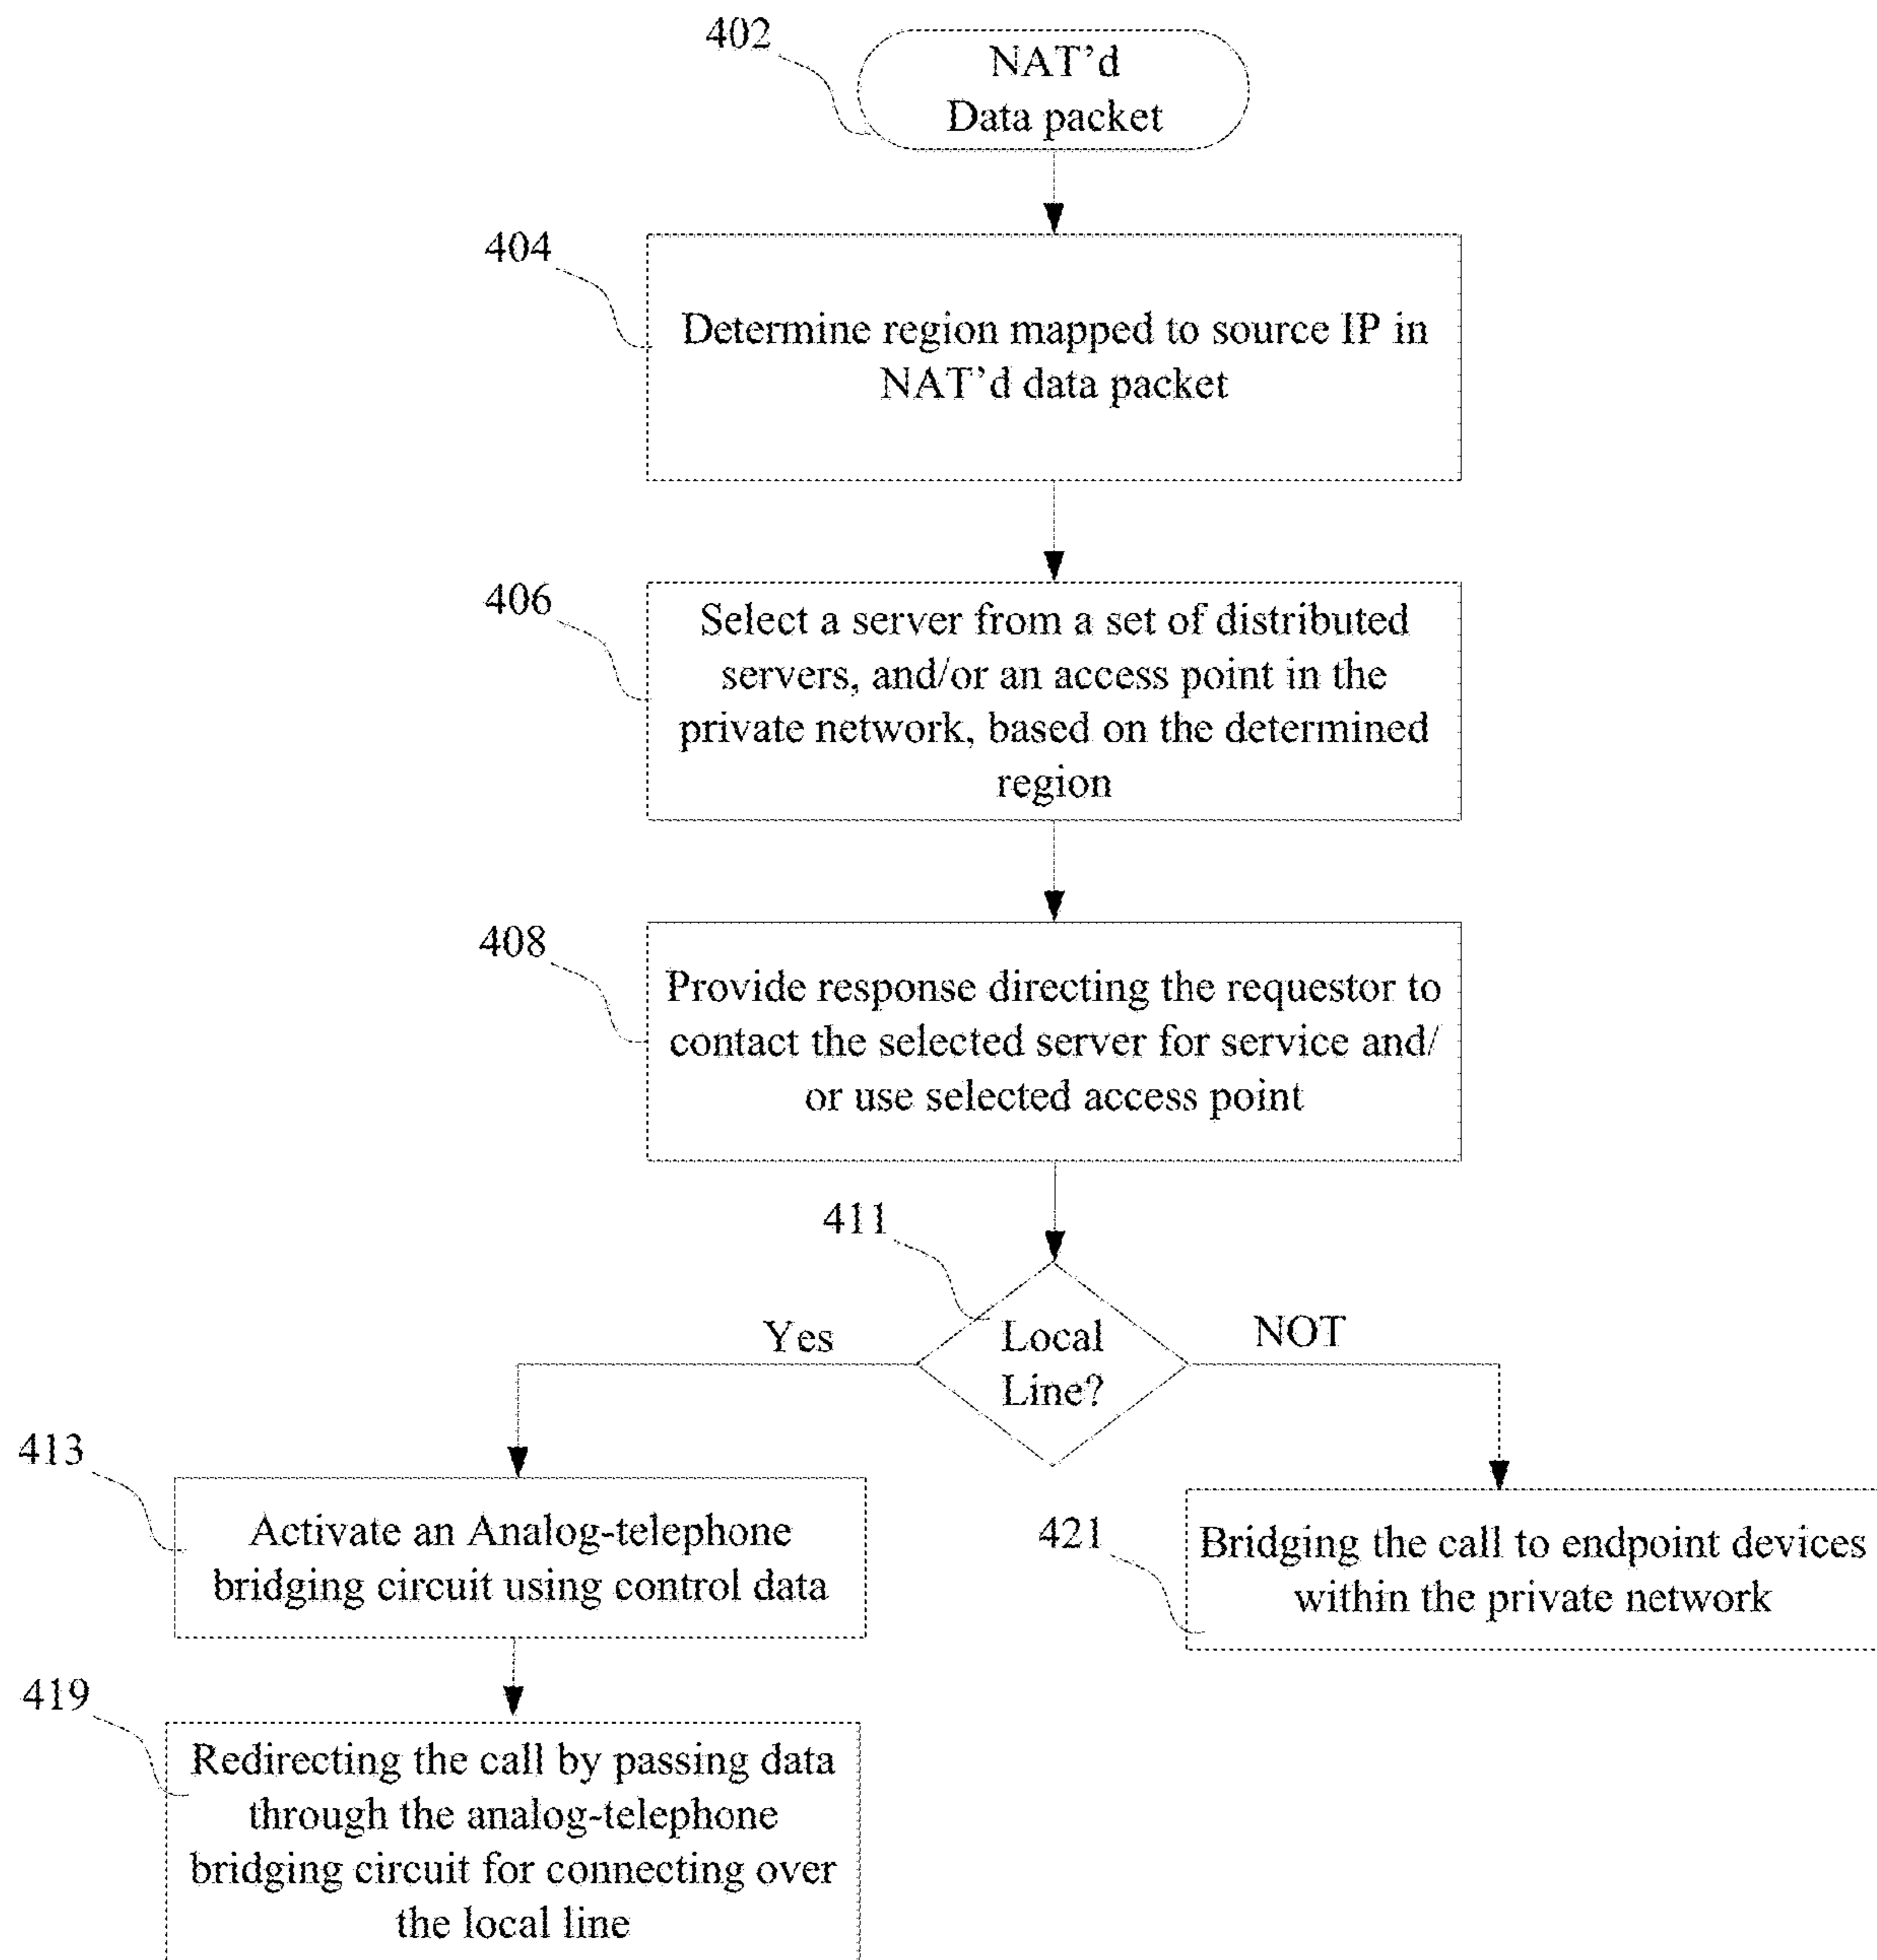 402
NAT’d
Data packet
404
Determine region mapped to source IP in
NAT’d data packet
406
Select a server from a set of distributed
servers, and/or an access point in the
private network, based on the determined
region
408
Provide response directing the requestor to
contact the selected server for service and/
or use selected access point
411
Local
Line?
Yes
NOT
413
Activate an Analog-telephone
bridging circuit using control data
421
Bridging the call to endpoint devices
within the private network
419
Redirecting the call by passing data
through the analog-telephone
bridging circuit for connecting over
the local line